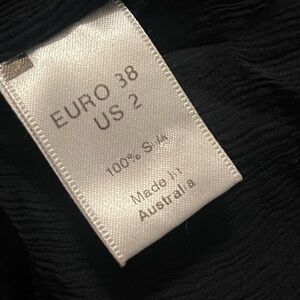 EURO 38
US 2
100% Silk
Made in
Australia